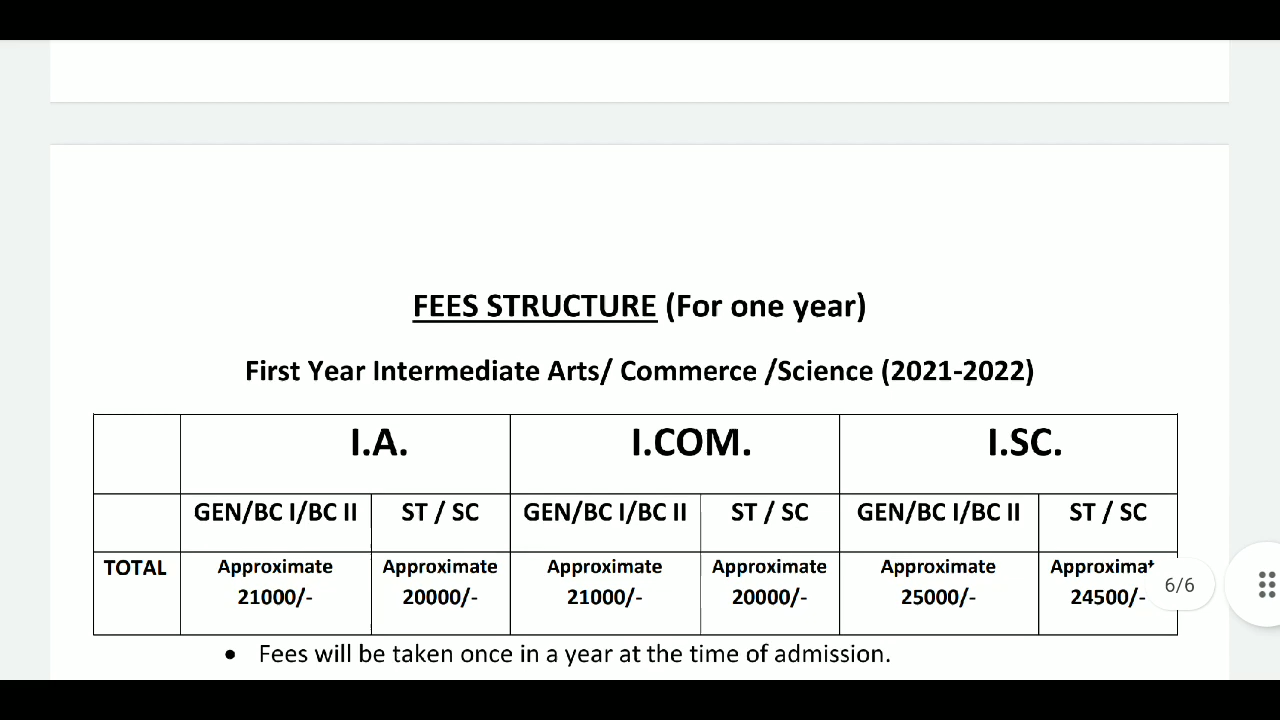 FEES STRUCTURE (For one year)
First Year Intermediate Arts/ Commerce /Science (2021-2022)
I.A. I.COM. I.SC.
GEN/BC I/BC II ST / SC GEN/BC I/BC II ST / SC GEN/BC I/BC II ST / SC
TOTAL Approximate Approximate Approximate Approximate Approximate Approximat
21000/- 20000/- 21000/- 20000/- 25000/- 24500/-
6/6
• Fees will be taken once in a year at the time of admission.